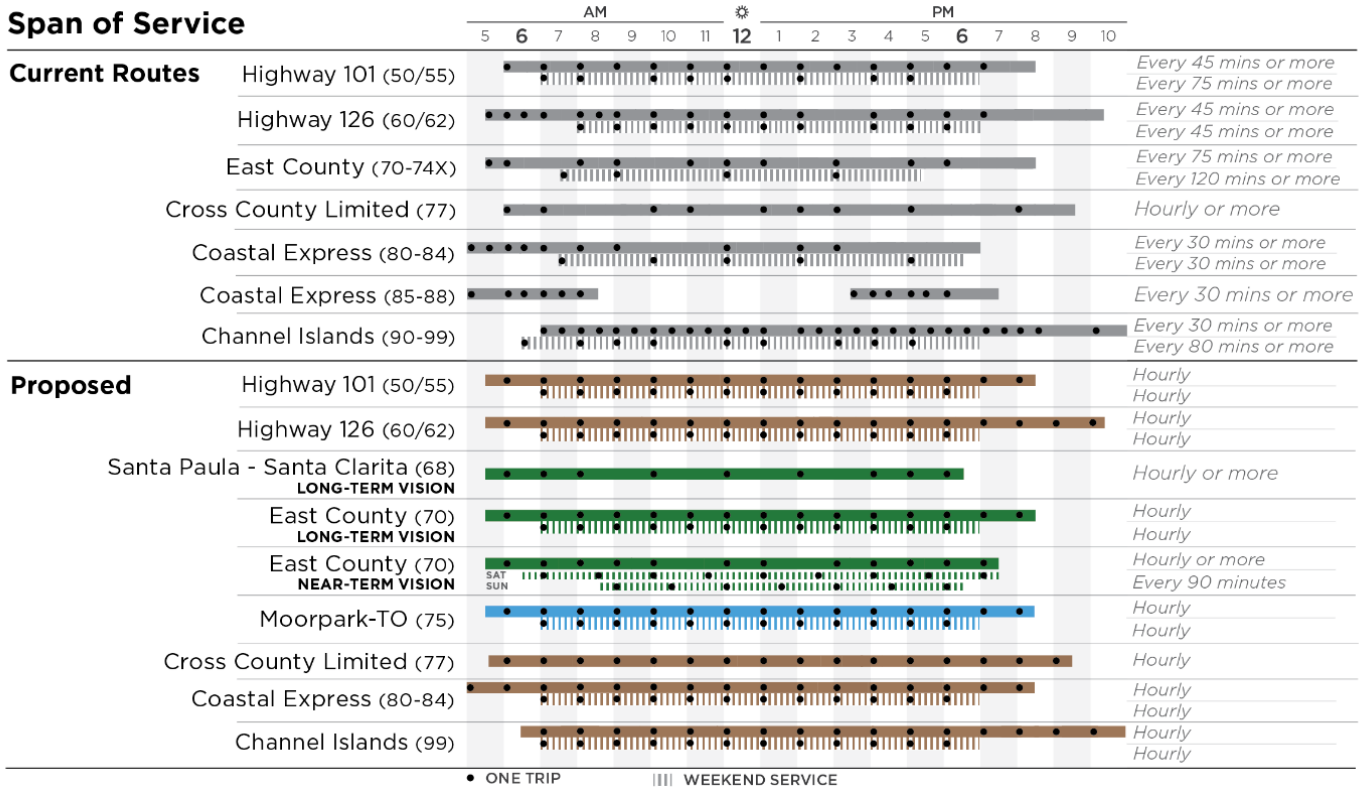 Span of Service
AM PM
5 6 7 8 9 10 11 12 1 2 3 4 5 6 7 8 9 10
Current Routes
Highway 101 (50/55)
Every 45 mins or more
Every 75 mins or more
Highway 126 (60/62)
Every 45 mins or more
Every 45 mins or more
East County (70-74X)
Every 75 mins or more
Every 120 mins or more
Cross County Limited (77)
Hourly or more
Coastal Express (80-84)
Every 30 mins or more
Every 30 mins or more
Coastal Express (85-88)
Every 30 mins or more
Channel Islands (90-99)
Every 30 mins or more
Every 80 mins or more
Proposed
Highway 101 (50/55)
Hourly
Hourly
Highway 126 (60/62)
Hourly
Hourly
Santa Paula - Santa Clarita (68)
LONG-TERM VISION
Hourly or more
East County (70)
LONG-TERM VISION
Hourly
Hourly
East County (70)
NEAR-TERM VISION
SAT
SUN
Hourly or more
Every 90 minutes
Moorpark-TO (75)
Hourly
Hourly
Cross County Limited (77)
Hourly
Coastal Express (80-84)
Hourly
Hourly
Channel Islands (99)
Hourly
Hourly
ONE TRIP
WEEKEND SERVICE